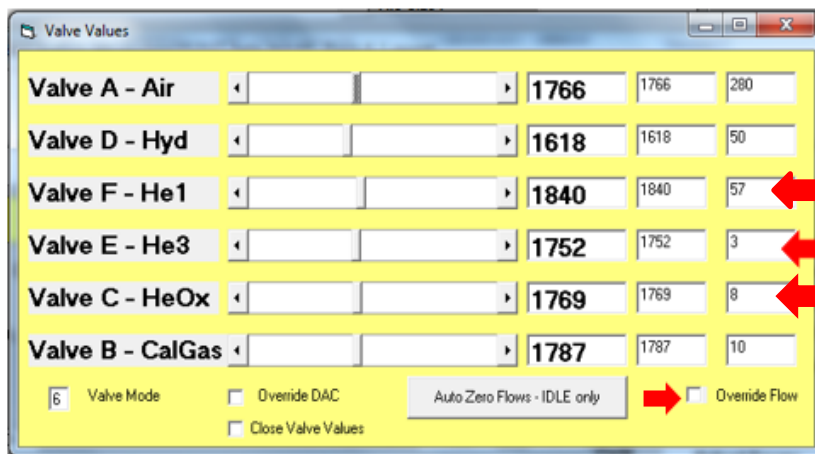 Valve Values
Valve A - Air 1766 1766 280
Valve D - Hyd 1618 1618 50
Valve F - He1 1840 1840 57
Valve E - He3 1752 1752 3
Valve C - HeOx 1769 1769 8
Valve B - CalGas 1787 1787 10
6 Valve Mode Override DAC Auto Zero Flows - IDLE only Override Flow
Close Valve Values